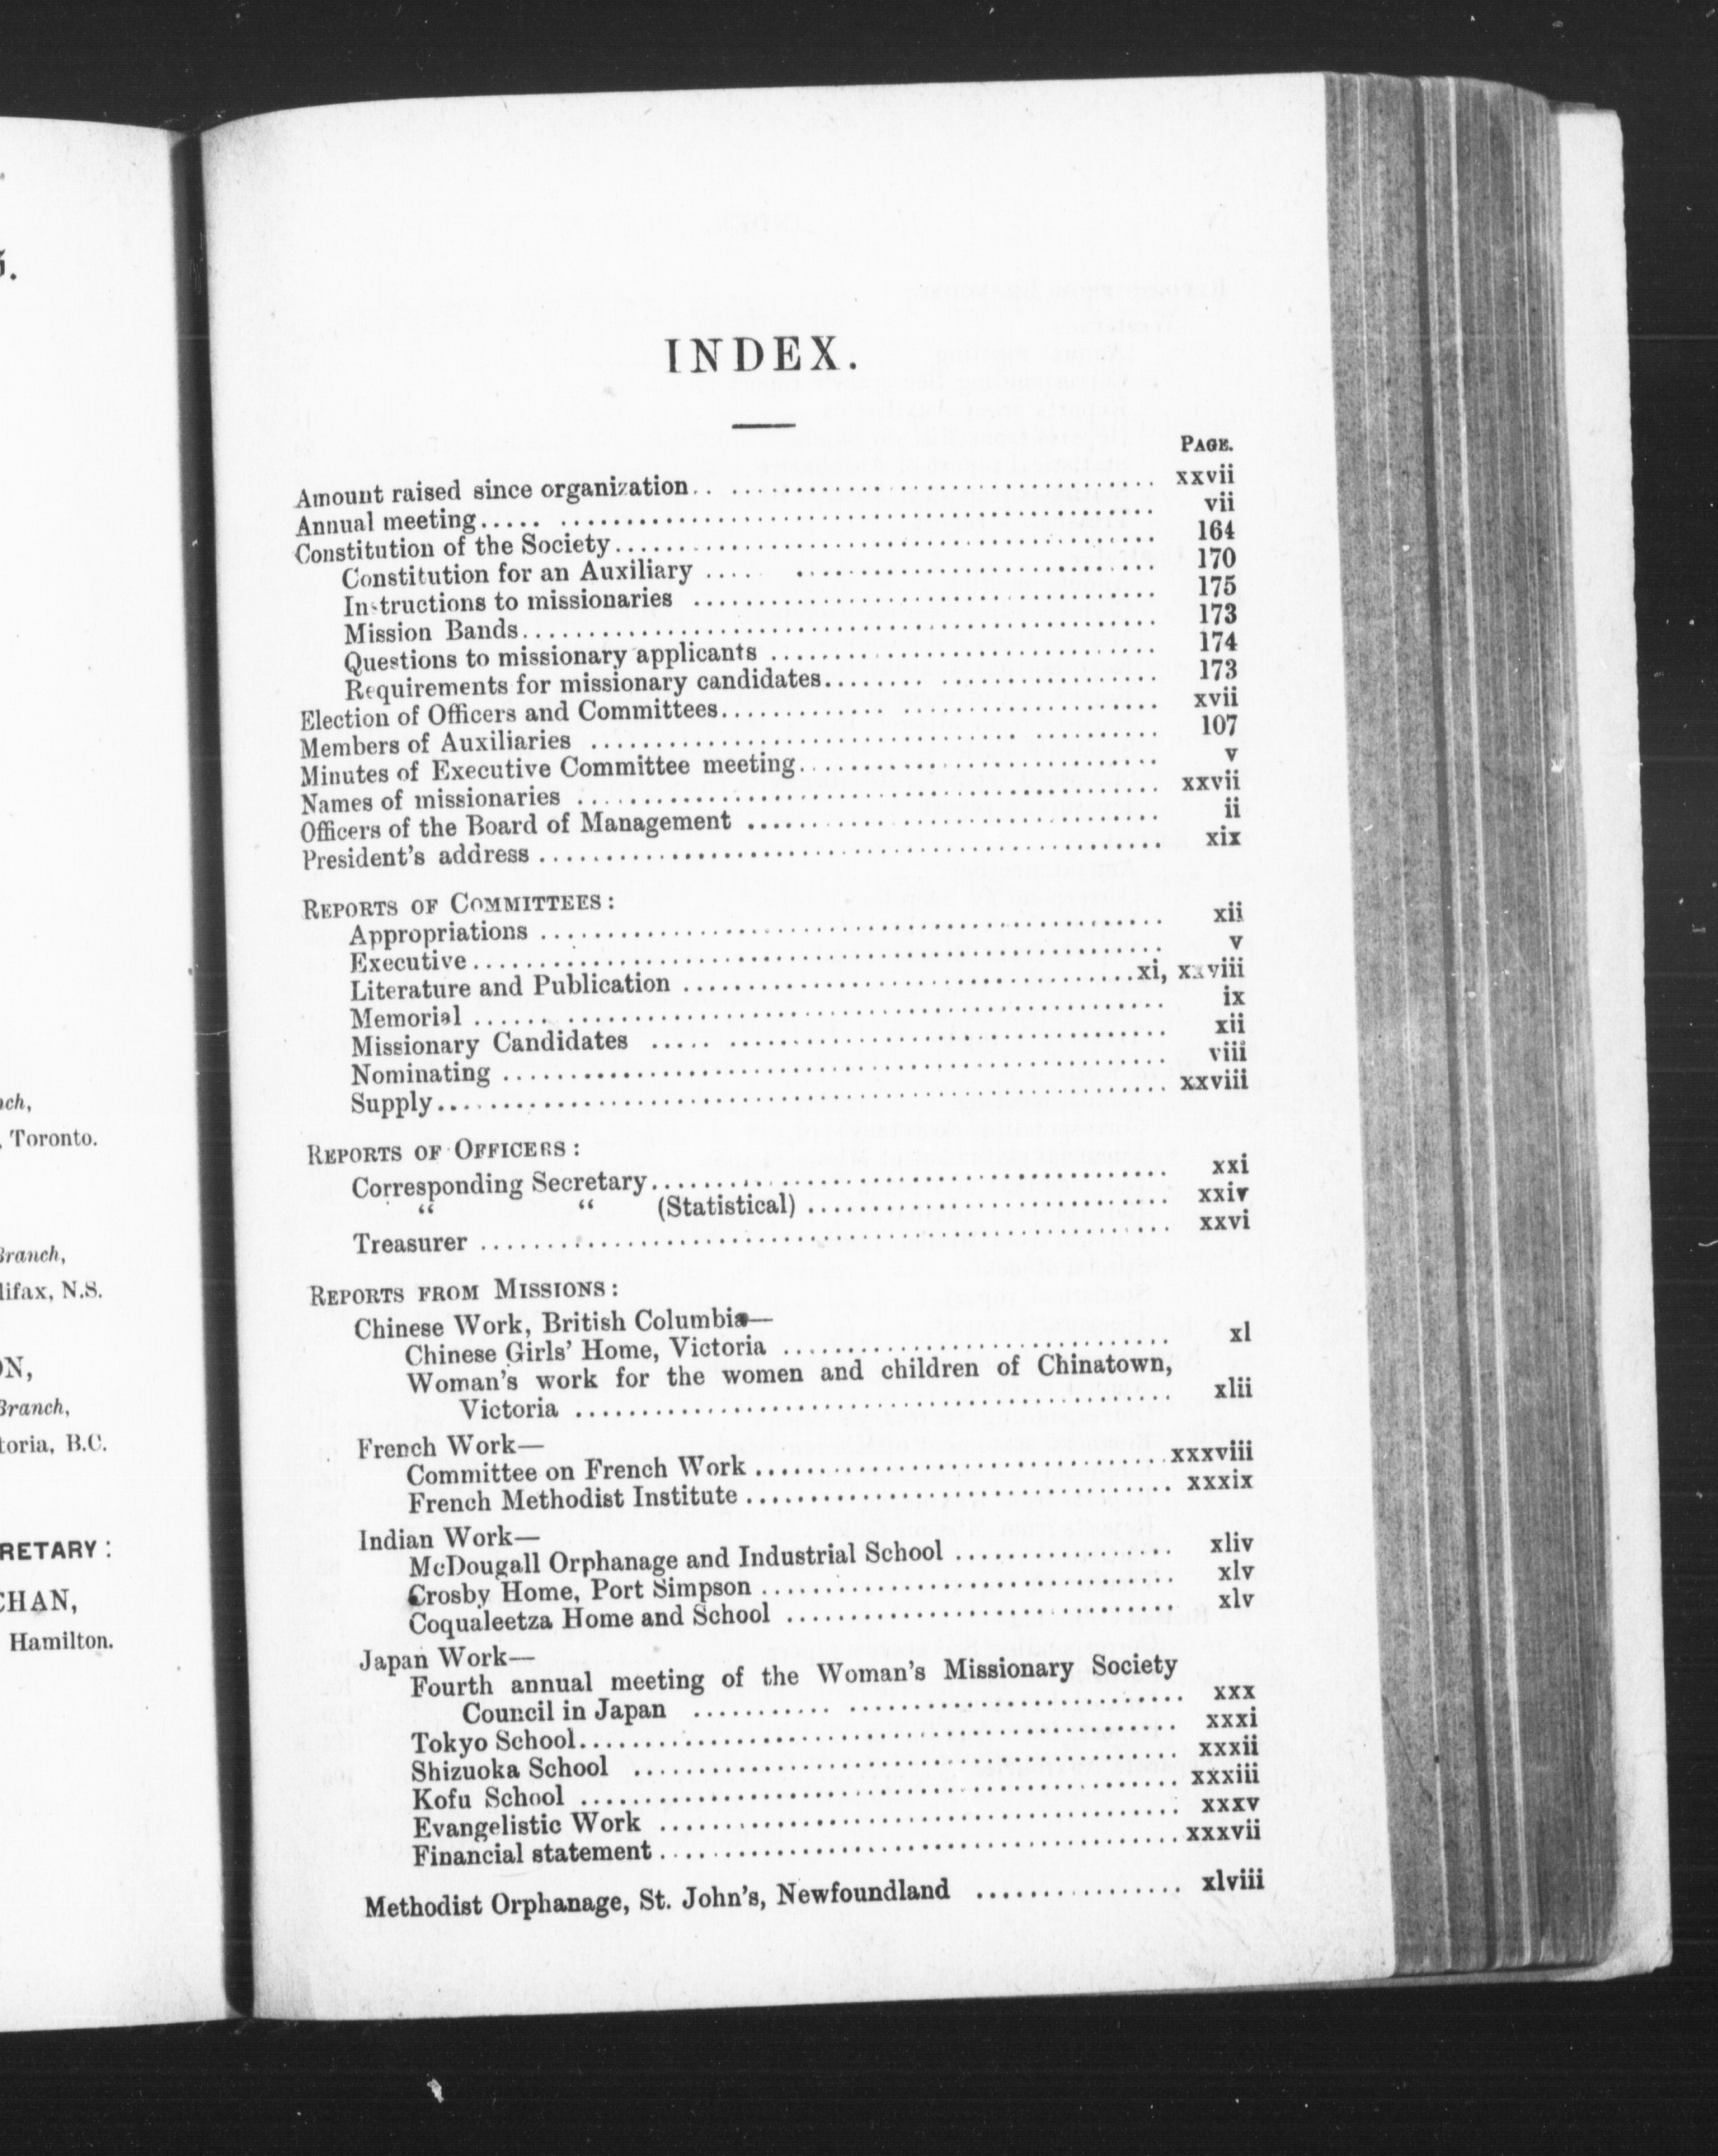 Toronto.
Branch,
N.S.
Branch,
B.C.
Hamilton.
INDEX.
PAGE.
Amount raised since organization.. .................................. xxvii
Annual meeting..... .............................................. vii
Constitution of the Society.......................................... 164
Constitution for an Auxiliary .... ............................ 170
Instructions to missionaries .................................... 175
Mission Bands.................................................. 173
Questions to missionary applicants .............................. 174
Requirements for missionary candidates........ ................. 173
Election of Officers and Committees............. .................... xvii
Members of Auxiliaries ................................. .......... 107
Minutes of Executive Committee meeting............................ v
Names of missionaries ............................................. xxvii
Officers of the Board of Management ................................ ii
President's address ................................................ xix
REPORTS OF COMMITTEES:
Appropriations ................................................ xii
Executive...................................................... v
Literature and Publication ...................................xi, xxviii
Memorial ...... ............................................ ix
Missionary Candidates ..... .................................. xii
Nominating ................................................... viii
Supply........................................................ xxviii
REPORTS OF OFFICERS:
Corresponding Secretary........................................ xxi
“ “ (Statistical) ............................ xxiv
Treasurer ..................................................... xxvi
REPORTS FROM MISSIONS:
Chinese Work, British Columbia—
Chinese Girls' Home, Victoria .............................. xl
Woman's work for the women and children of Chinatown,
Victoria .............................................. xlii
French Work—
Committee on French Work ................................xxxviii
French Methodist Institute ................................. xxxix
Indian Work—
McDougall Orphanage and Industrial School ................. xliv
Crosby Home, Port Simpson ................................ xlv
Coqualeetza Home and School .............................. xlv
Japan Work—
Fourth annual meeting of the Woman's Missionary Society
Council in Japan ........... .......................... xxx
Tokyo School.............................................. xxxi
Shizuoka School .......................................... xxxii
Kofu School .............................................. xxxiii
Evangelistic Work ........................................ xxxv
Financial statement ........................................ xxxvii
Methodist Orphanage, St. John's, Newfoundland ................ xlviii